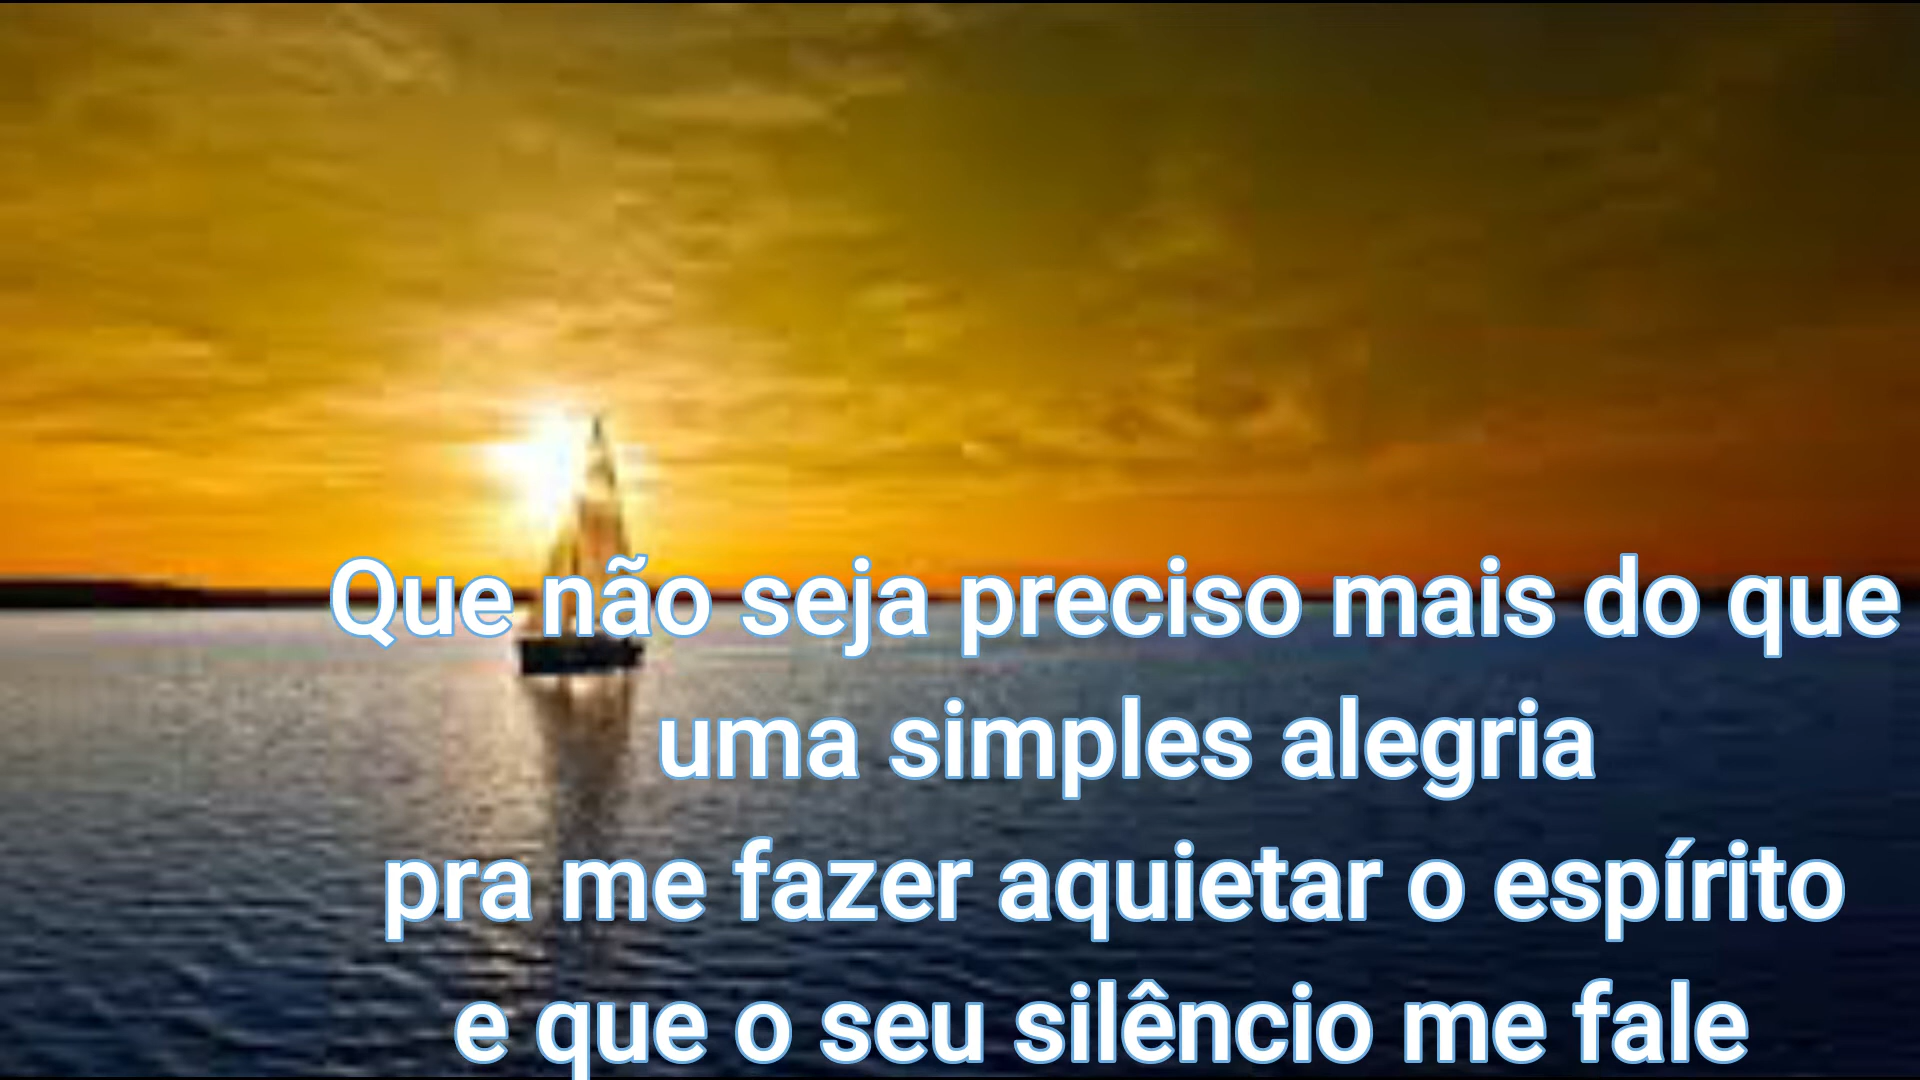 Que não seja preciso mais do que
uma simples alegria
pra me fazer aquietar o espírito
e que o seu silêncio me fale